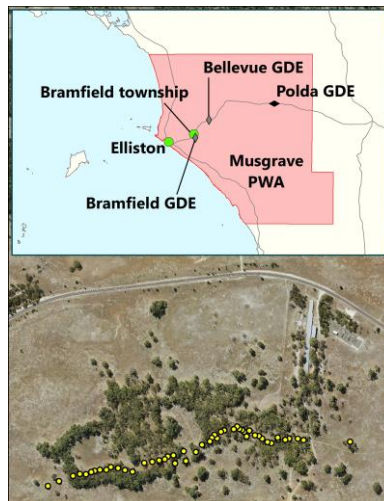 Bellevue GDE
Bramfield township
Polda GDE
Elliston
Musgrave
PWA
Bramfield GDE